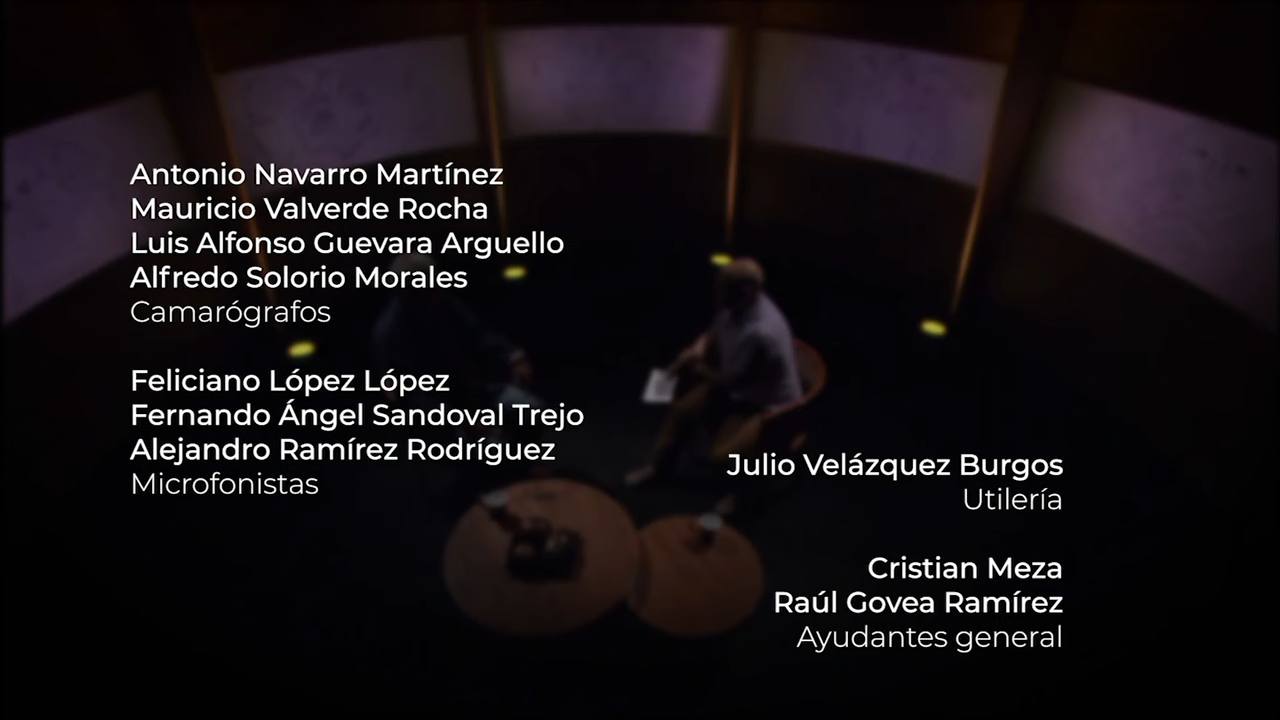 Antonio Navarro Martínez
Mauricio Valverde Rocha
Luis Alfonso Guevara Arguello
Alfredo Solorio Morales
Camarógrafos
Feliciano López López
Fernando Ángel Sandoval Trejo
Alejandro Ramírez Rodríguez
Microfonistas
Julio Velázquez Burgos
Utilería
Cristian Meza
Raúl Govea Ramírez
Ayudantes general